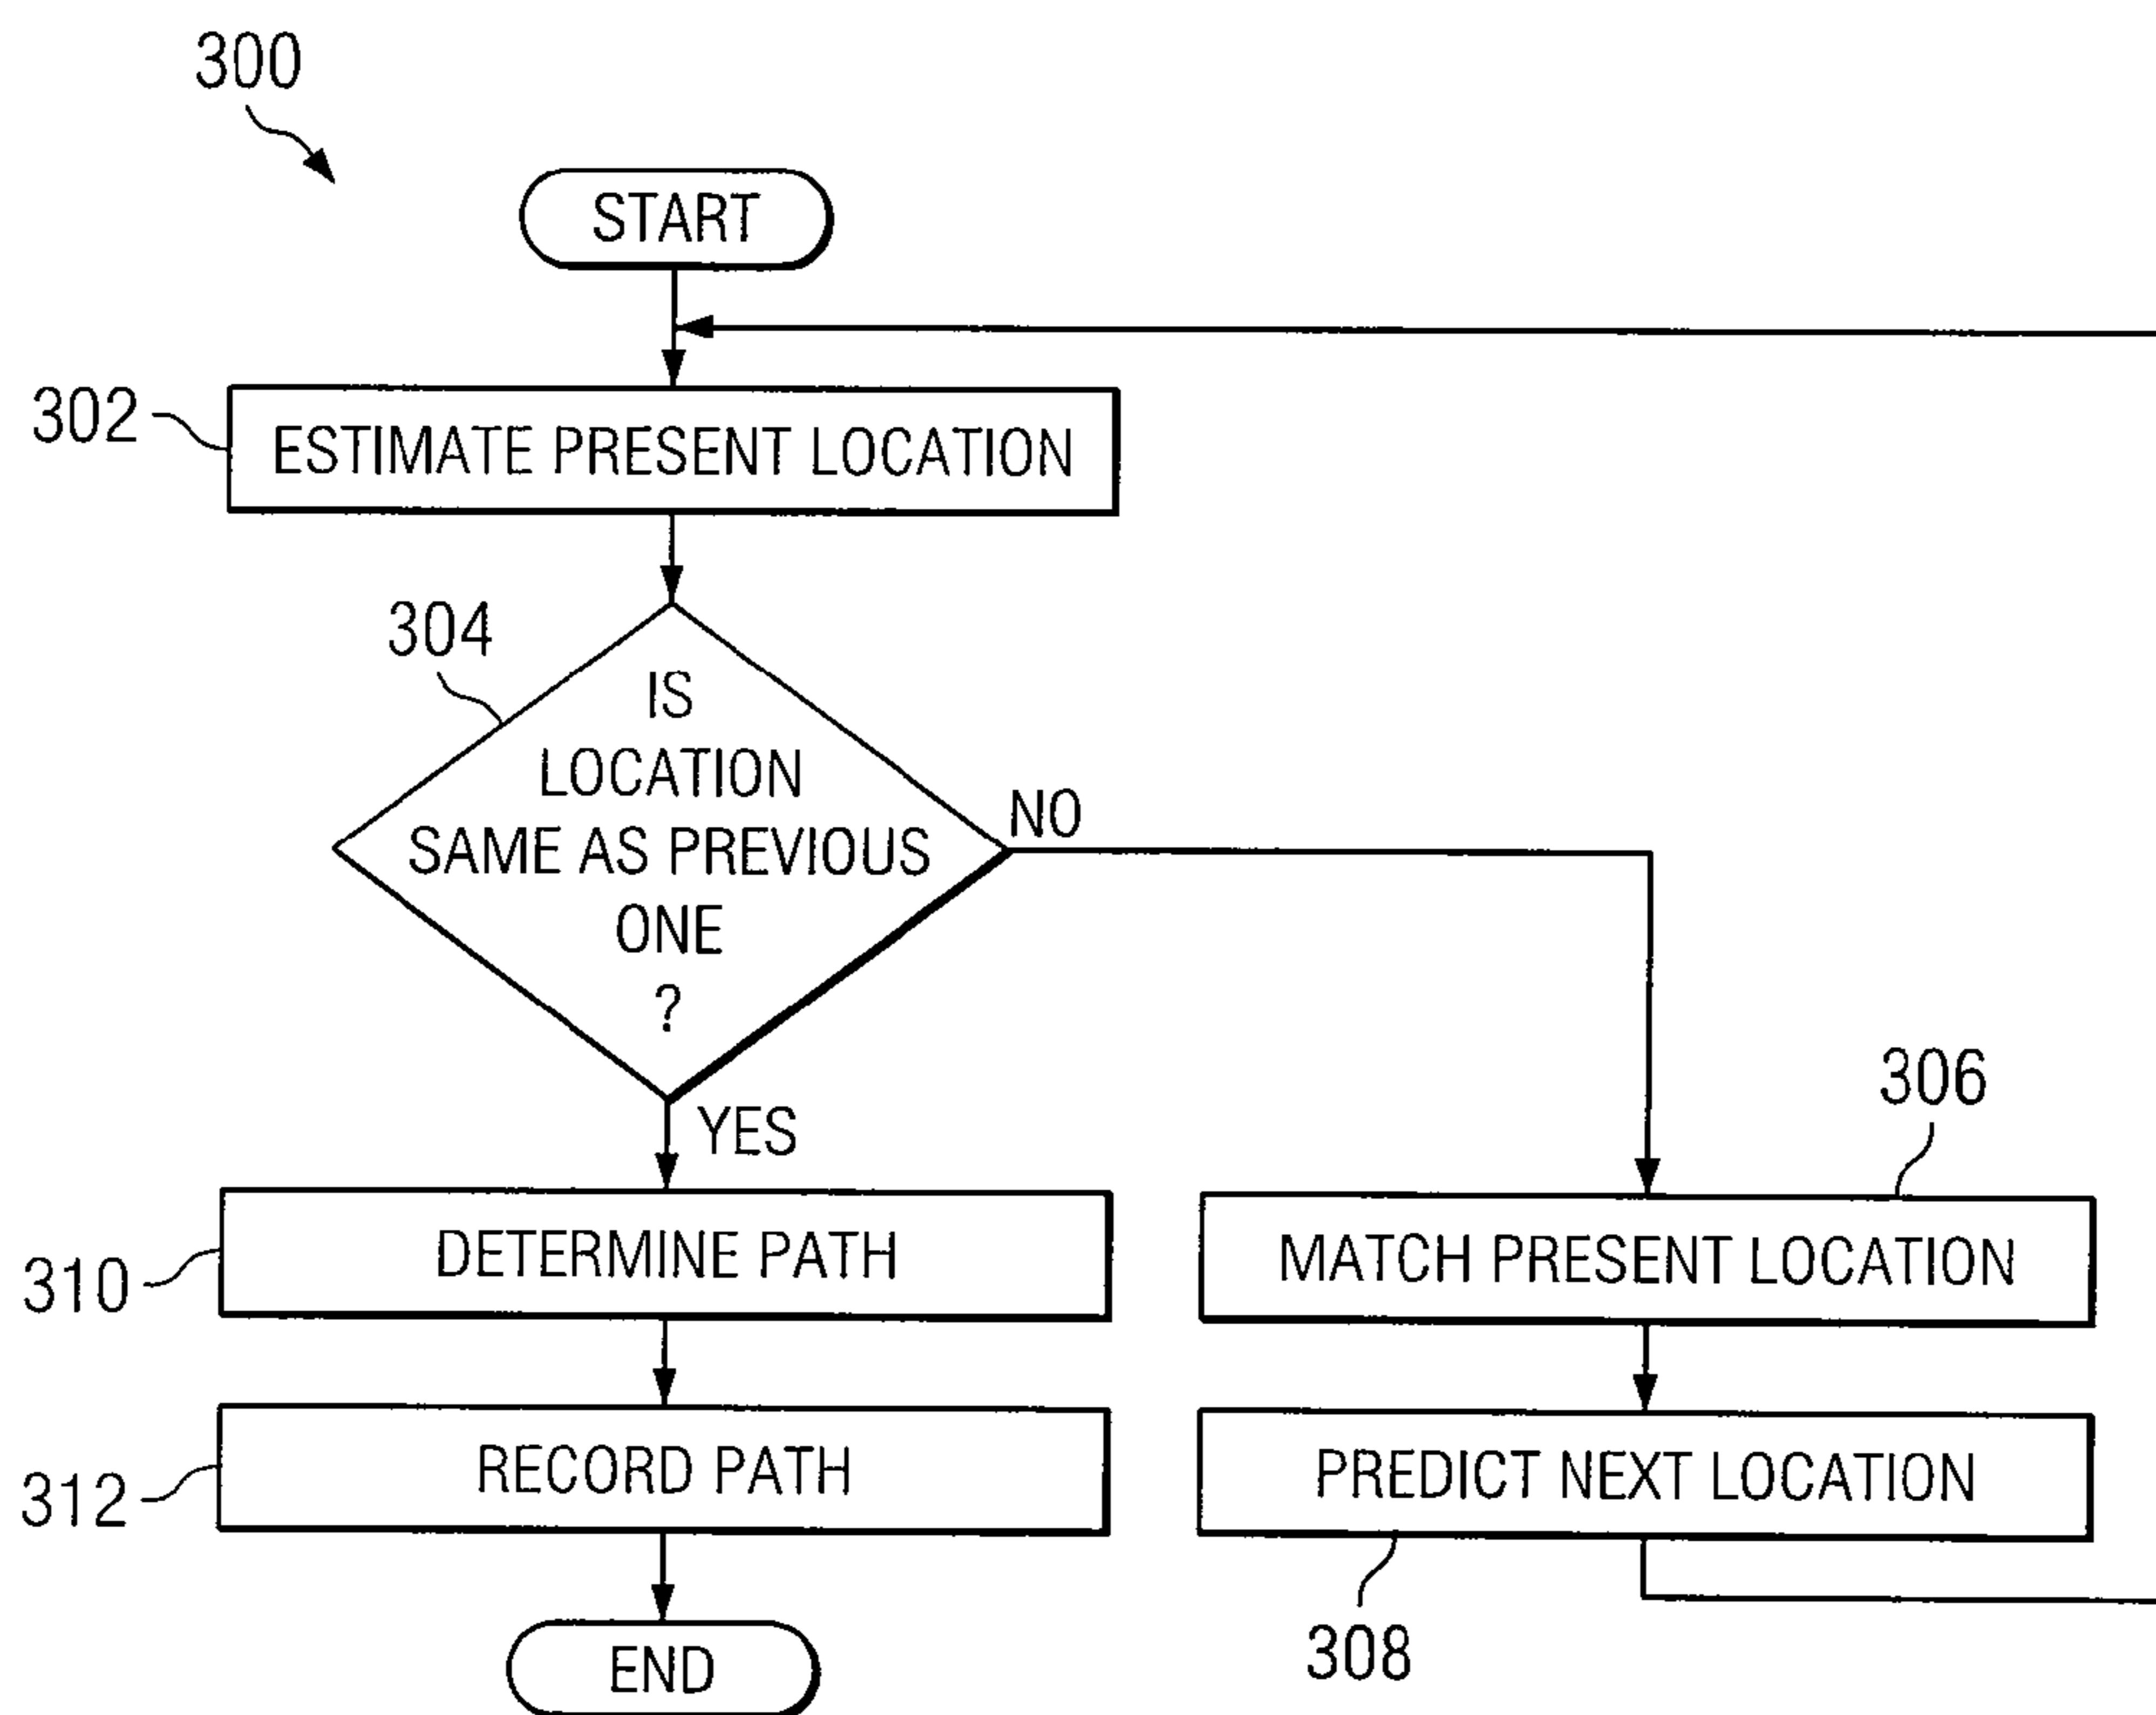 300
START
302
ESTIMATE PRESENT LOCATION
304
IS
LOCATION
SAME AS PREVIOUS
ONE
?
NO
YES
306
310
DETERMINE PATH
MATCH PRESENT LOCATION
312
RECORD PATH
PREDICT NEXT LOCATION
308
END